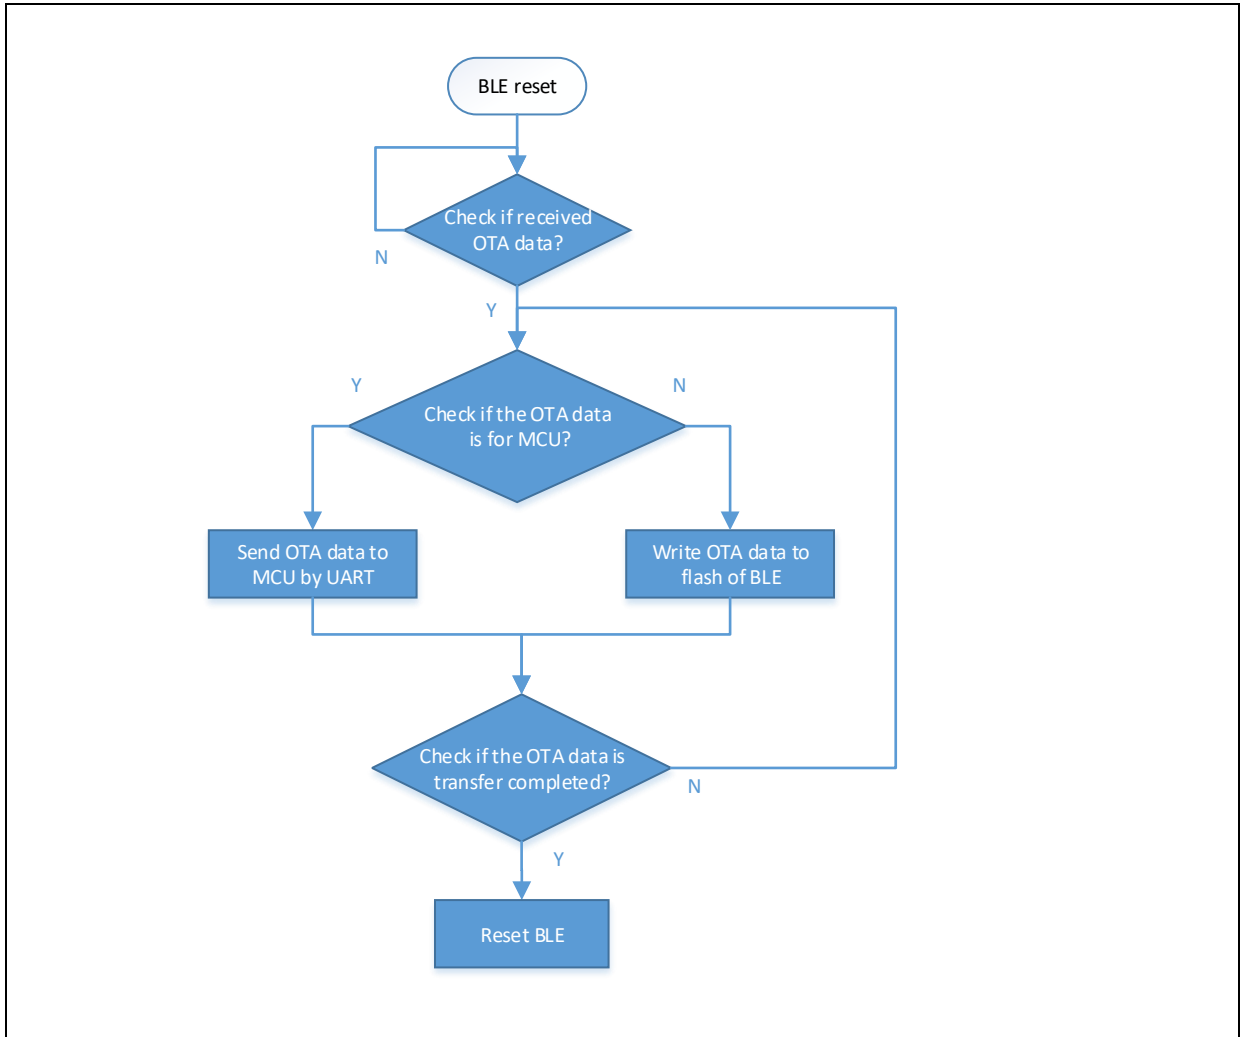 BLE reset
Check if received
OTA data?
N
Y
Y
N
Check if the OTA data
is for MCU?
Send OTA data to
MCU by UART
Write OTA data to
flash of BLE
Check if the OTA data is
transfer completed?
N
Y
Reset BLE